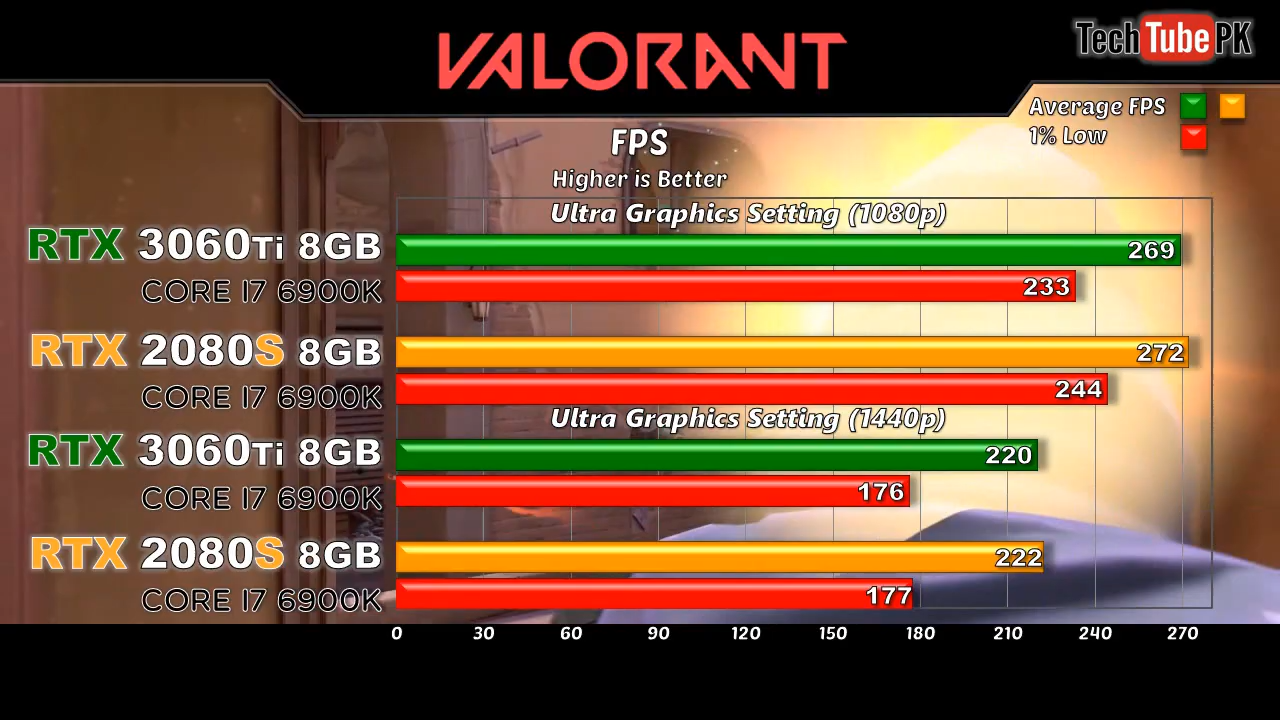 VALORANT
TechTubePK
Average FPS
1% Low
FPS
Higher is Better
Ultra Graphics Setting (1080p)
RTX 3060Ti 8GB 269
CORE I7 6900K 233
RTX 2080S 8GB 272
CORE I7 6900K 244
Ultra Graphics Setting (1440p)
RTX 3060Ti 8GB 220
CORE I7 6900K 176
RTX 2080S 8GB 222
CORE I7 6900K 177
0 30 60 90 120 150 180 210 240 270